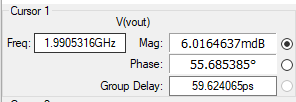 Cursor 1
V(vout)
Freq: 1.9905316GHz Mag: 6.0164637mdB
Phase: 55.685385°
Group Delay: 59.624065ps